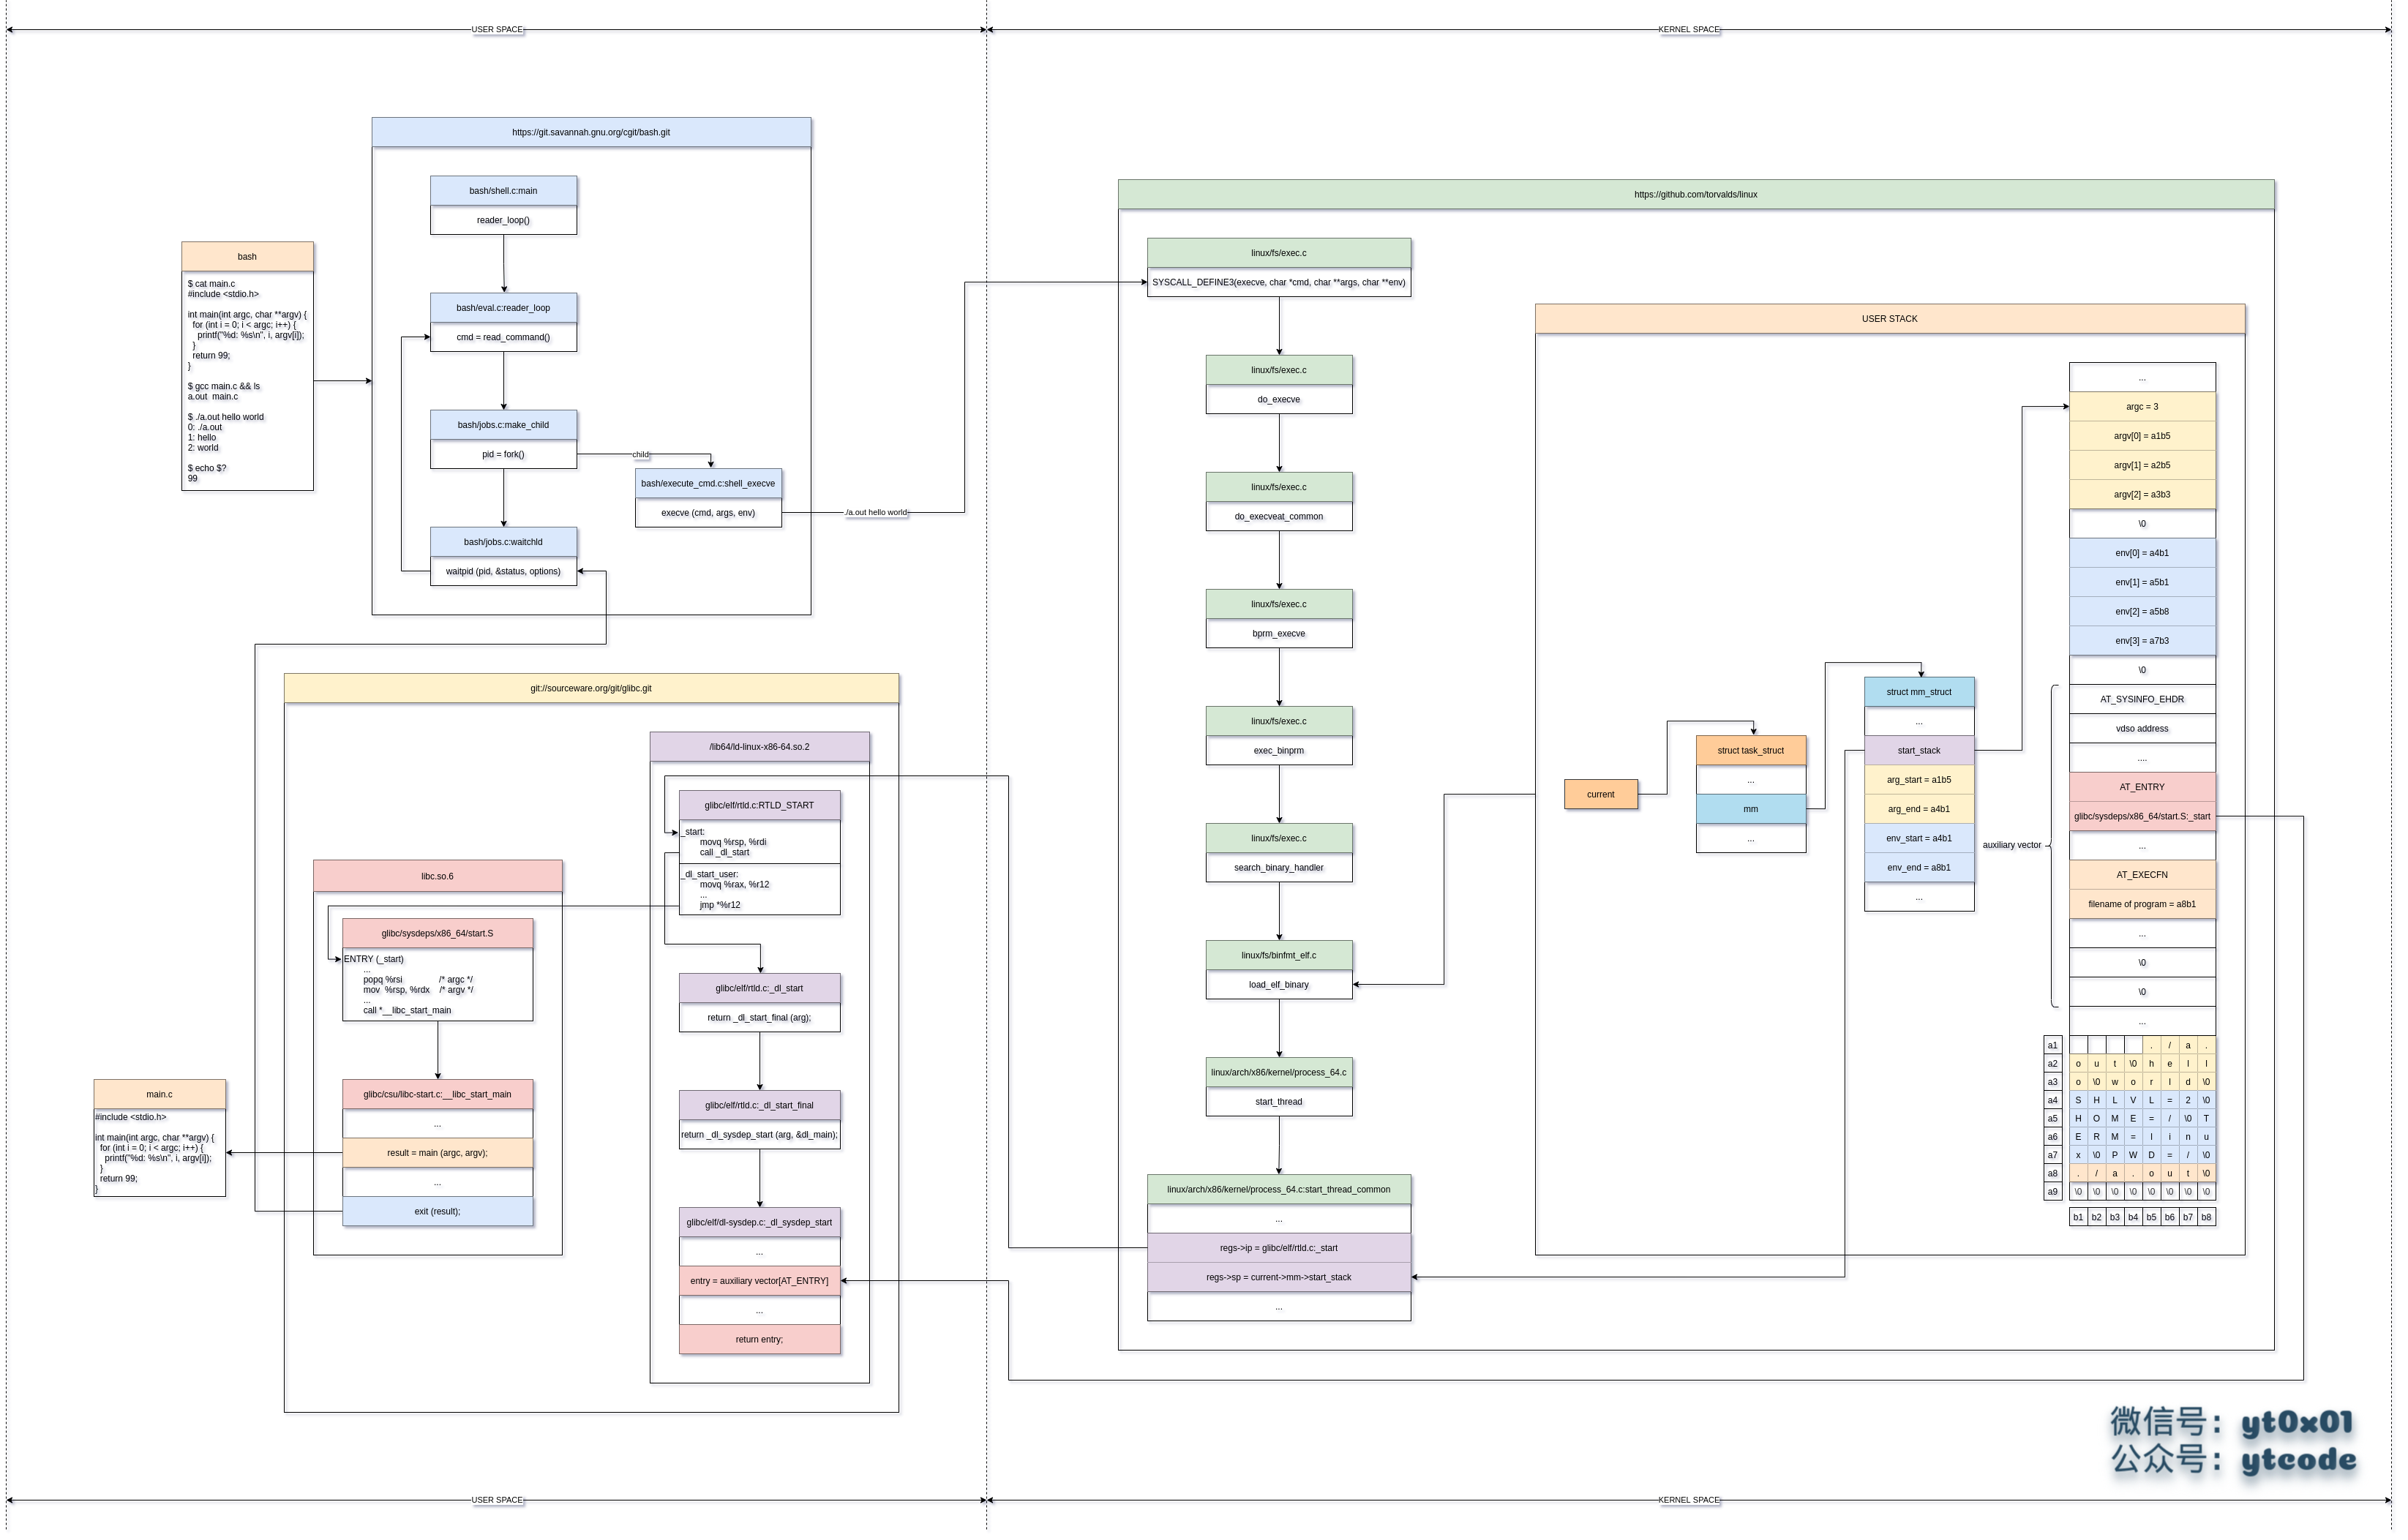 USER SPACE
KERNEL SPACE
https://git.savannah.gnu.org/cgit/bash.git
bash/shell.c:main
reader_loop()
bash/eval.c:reader_loop
cmd = read_command()
bash/jobs.c:make_child
pid = fork()
child
bash/execute_cmd.c:shell_execve
execve (cmd, args, env)
./a.out hello world
bash/jobs.c:waitchld
waitpid (pid, &status, options)
bash
$ cat main.c
#include <stdio.h>
int main(int argc, char **argv) {
for (int i = 0; i < argc; i++) {
printf("%d: %s\n", i, argv[i]);
}
return 99;
}
$ gcc main.c && ls
a.out main.c
$ ./a.out hello world
0: ./a.out
1: hello
2: world
$ echo $?
99
git://sourceware.org/git/glibc.git
/lib64/ld-linux-x86-64.so.2
glibc/elf/rtld.c:RTLD_START
_start:
movq %rsp, %rdi
call _dl_start
_dl_start_user:
movq %rax, %r12
...
jmp *%r12
glibc/elf/rtld.c:_dl_start
return _dl_start_final (arg);
glibc/elf/rtld.c:_dl_start_final
return _dl_sysdep_start (arg, &dl_main);
glibc/elf/dl-sysdep.c:_dl_sysdep_start
...
entry = auxiliary vector[AT_ENTRY]
...
return entry;
libc.so.6
glibc/sysdeps/x86_64/start.S
ENTRY (_start)
...
popq %rsi /* argc */
mov %rsp, %rdx /* argv */
...
call *__libc_start_main
glibc/csu/libc-start.c:__libc_start_main
...
result = main (argc, argv);
...
exit (result);
main.c
#include <stdio.h>
int main(int argc, char **argv) {
for (int i = 0; i < argc; i++) {
printf("%d: %s\n", i, argv[i]);
}
return 99;
}
https://github.com/torvalds/linux
linux/fs/exec.c
SYSCALL_DEFINE3(execve, char *cmd, char **args, char **env)
linux/fs/exec.c
do_execve
linux/fs/exec.c
do_execveat_common
linux/fs/exec.c
bprm_execve
linux/fs/exec.c
exec_binprm
linux/fs/exec.c
search_binary_handler
linux/fs/binfmt_elf.c
load_elf_binary
linux/arch/x86/kernel/process_64.c
start_thread
linux/arch/x86/kernel/process_64.c:start_thread_common
...
regs->ip = glibc/elf/rtld.c:_start
regs->sp = current->mm->start_stack
...
USER STACK
current
struct task_struct
...
mm
...
struct mm_struct
...
start_stack
arg_start = a1b5
arg_end = a4b1
env_start = a4b1
env_end = a8b1
...
auxiliary vector
...
argc = 3
argv[0] = a1b5
argv[1] = a2b5
argv[2] = a3b3
\0
env[0] = a4b1
env[1] = a5b1
env[2] = a5b8
env[3] = a7b3
\0
AT_SYSINFO_EHDR
vdso address
....
AT_ENTRY
glibc/sysdeps/x86_64/start.S:_start
...
AT_EXECFN
filename of program = a8b1
...
\0
\0
...
a1 . / a .
a2 o u t \0 h e l l
a3 o \0 w o r l d \0
a4 S H L V L = 2 \0
a5 H O M E = / \0 T
a6 E R M = l i n u
a7 x \0 P W D = / \0
a8 . / a . o u t \0
a9 \0 \0 \0 \0 \0 \0 \0 \0
b1 b2 b3 b4 b5 b6 b7 b8
微信号：yt0x01
公众号：ytcode
USER SPACE
KERNEL SPACE